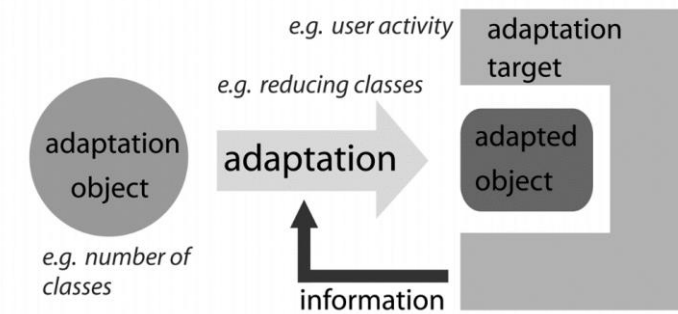 e.g. user activity
adaptation
target
e.g. reducing classes
adaptation
object
adaptation
adapted
object
e.g. number of
classes
information